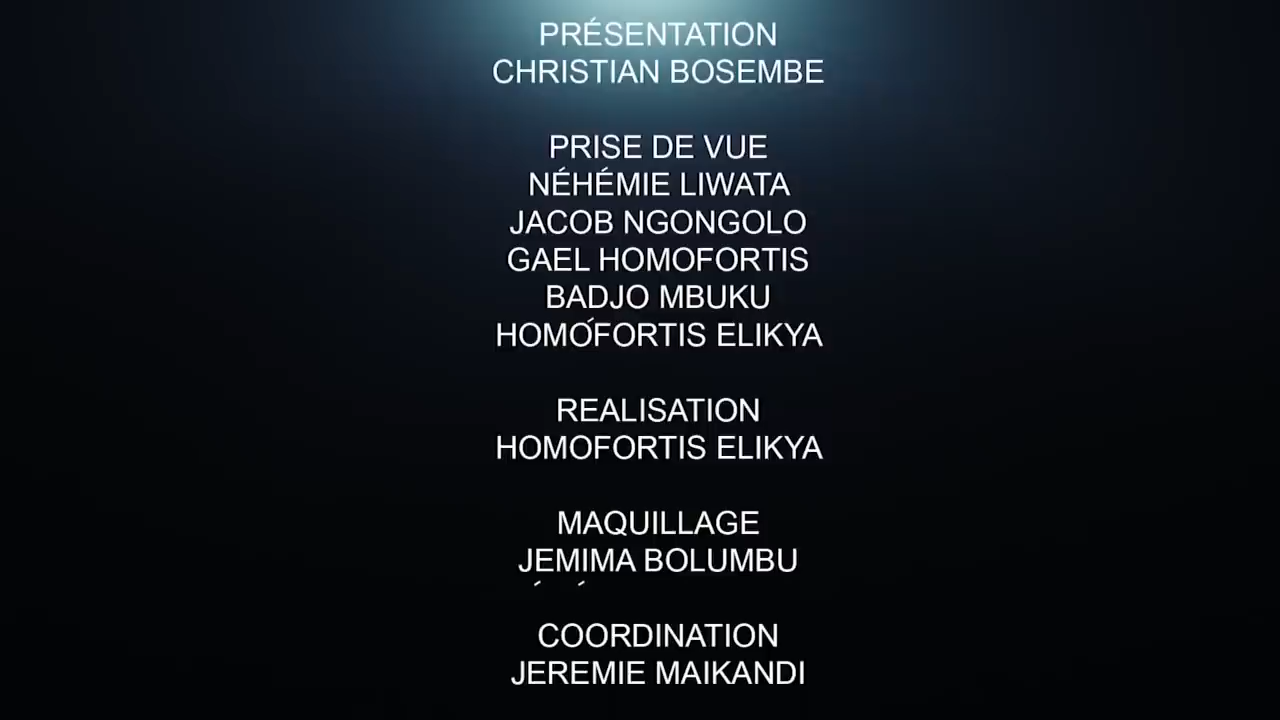 PRÉSENTATION
CHRISTIAN BOSEMBE
PRISE DE VUE
NÉHÉMIE LIWATA
JACOB NGONGOLO
GAEL HOMOFORTIS
BADJO MBUKU
HOMOFORTIS ELIKYA
REALISATION
HOMOFORTIS ELIKYA
MAQUILLAGE
JEMIMA BOLUMBU
COORDINATION
JEREMIE MAIKANDI